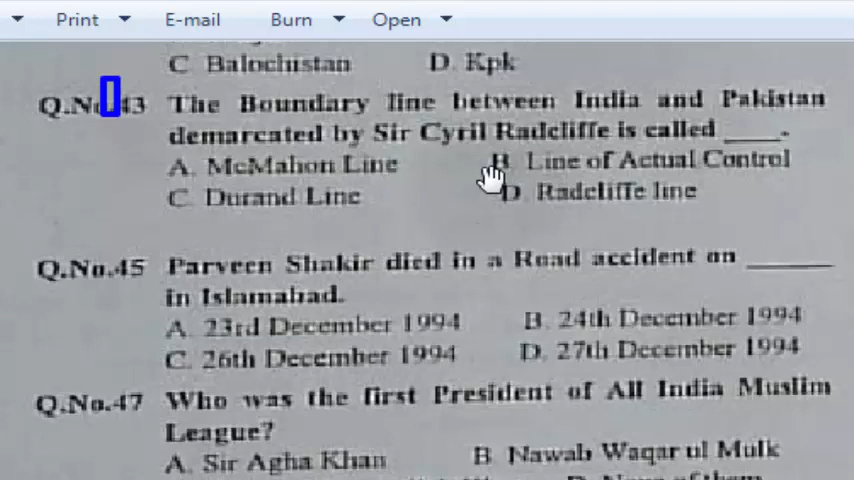 Print E-mail Burn Open
C. Balochistan D. Kpk
Q.No.43 The Boundary line between India and Pakistan
demarcated by Sir Cyril Radcliffe is called ____.
A. McMahon Line B. Line of Actual Control
C. Durand Line D. Radcliffe line
Q.No.45 Parveen Shakir died in a Road accident on ______
in Islamabad.
A. 23rd December 1994 B. 24th December 1994
C. 26th December 1994 D. 27th December 1994
Q.No.47 Who was the first President of All India Muslim
League?
A. Sir Agha Khan B Nawab Waqar ul Mulk
D. None of them